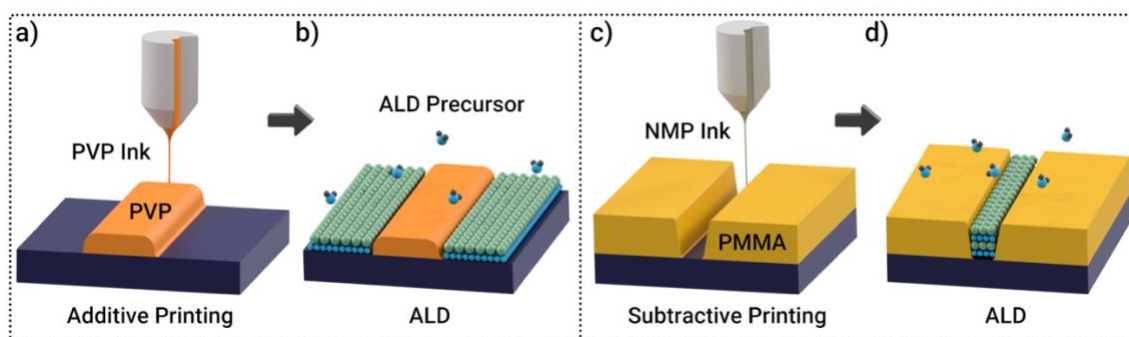 a)
b)
c)
d)
PVP Ink
ALD Precursor
NMP Ink
PVP
PMMA
Additive Printing
ALD
Subtractive Printing
ALD